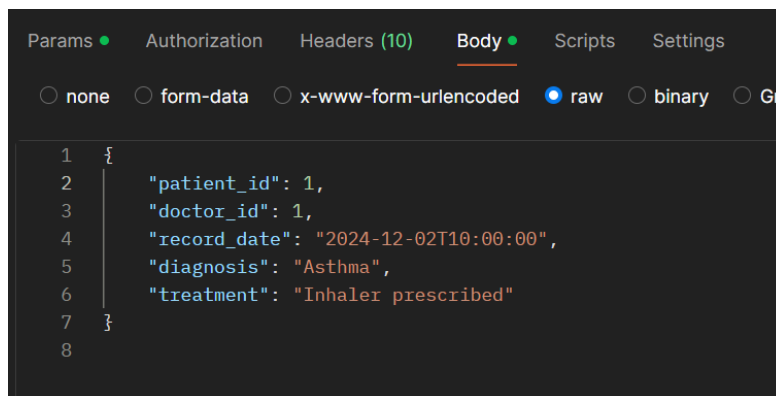 Params Authorization Headers (10) Body Scripts Settings
none form-data x-www-form-urlencoded raw binary
1 {
2 "patient_id": 1,
3 "doctor_id": 1,
4 "record_date": "2024-12-02T10:00:00",
5 "diagnosis": "Asthma",
6 "treatment": "Inhaler prescribed"
7 }
8